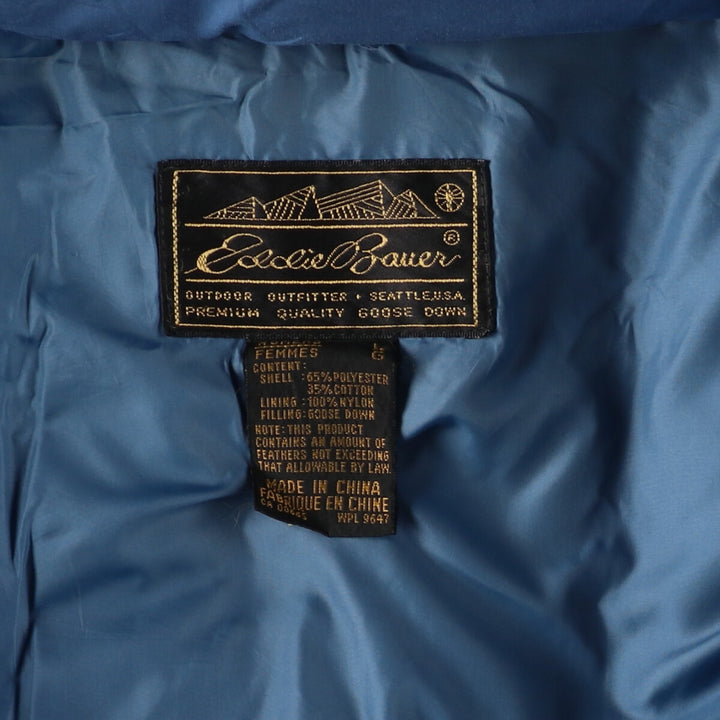 Eddie Bauer®
OUTDOOR OUTFITTER • SEATTLE, U.S.A.
PREMIUM QUALITY GOOSE DOWN
FEMMES G
CONTENT:
SHELL : 65% POLYESTER
35% COTTON
LINING : 100% NYLON
FILLING: GOOSE DOWN
NOTE: THIS PRODUCT
CONTAINS AN AMOUNT OF
FEATHERS NOT EXCEEDING
THAT ALLOWABLE BY LAW.
MADE IN CHINA
FABRIQUE EN CHINE
WPL 9647